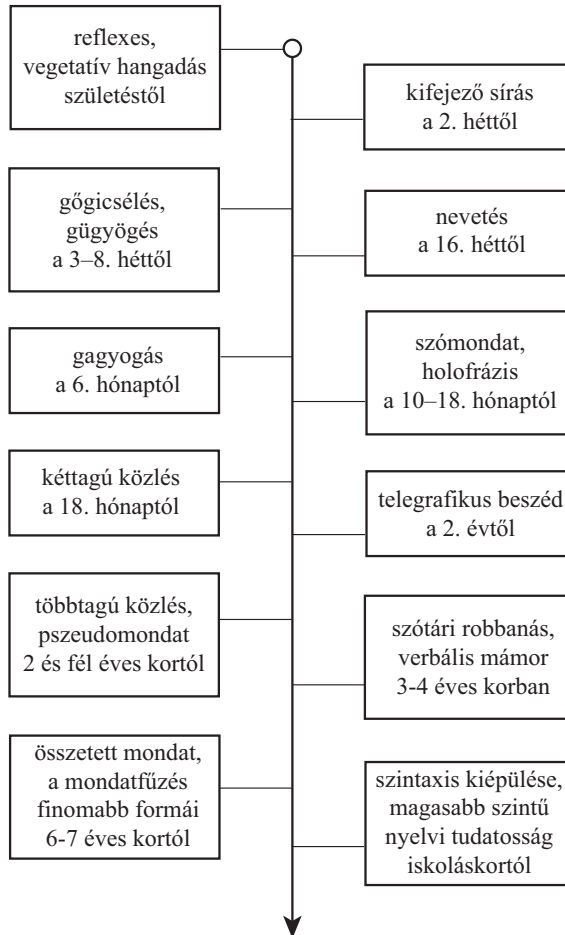 reflexes,
vegetatív hangadás
születéstől
kifejező sírás
a 2. héttől
gőgicsélés,
gügyögés
a 3–8. héttől
nevetés
a 16. héttől
gagyogás
a 6. hónaptól
szómondat,
holofrázis
a 10–18. hónaptól
kéttagú közlés
a 18. hónaptól
telegrafikus beszéd
a 2. évtől
többtagú közlés,
pszeudomondat
2 és fél éves kortól
szótári robbanás,
verbális mámor
3-4 éves korban
összetett mondat,
a mondatfűzés
finomabb formái
6-7 éves kortól
szintaxis kiépülése,
magasabb szintű
nyelvi tudatosság
iskoláskortól